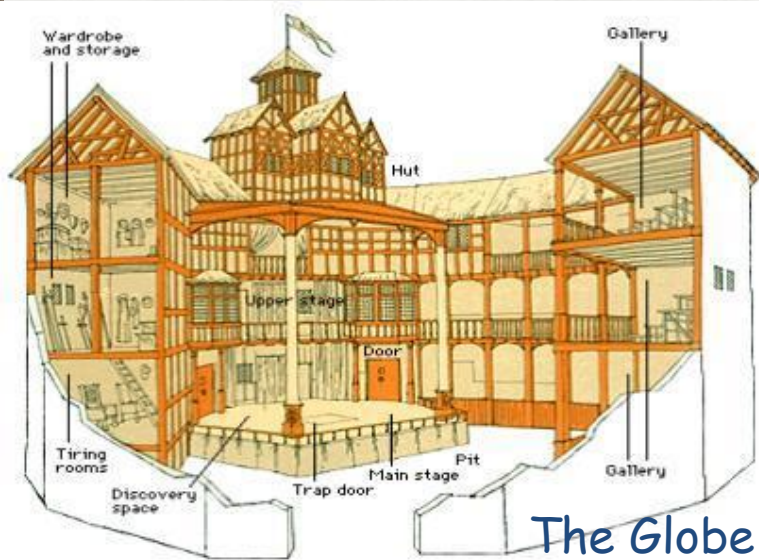 Wardrobe
and storage
Gallery
Hut
Upper stage
Door
Tiring
rooms
Discovery
space
Trap door
Main stage
Pit
Gallery
The Globe